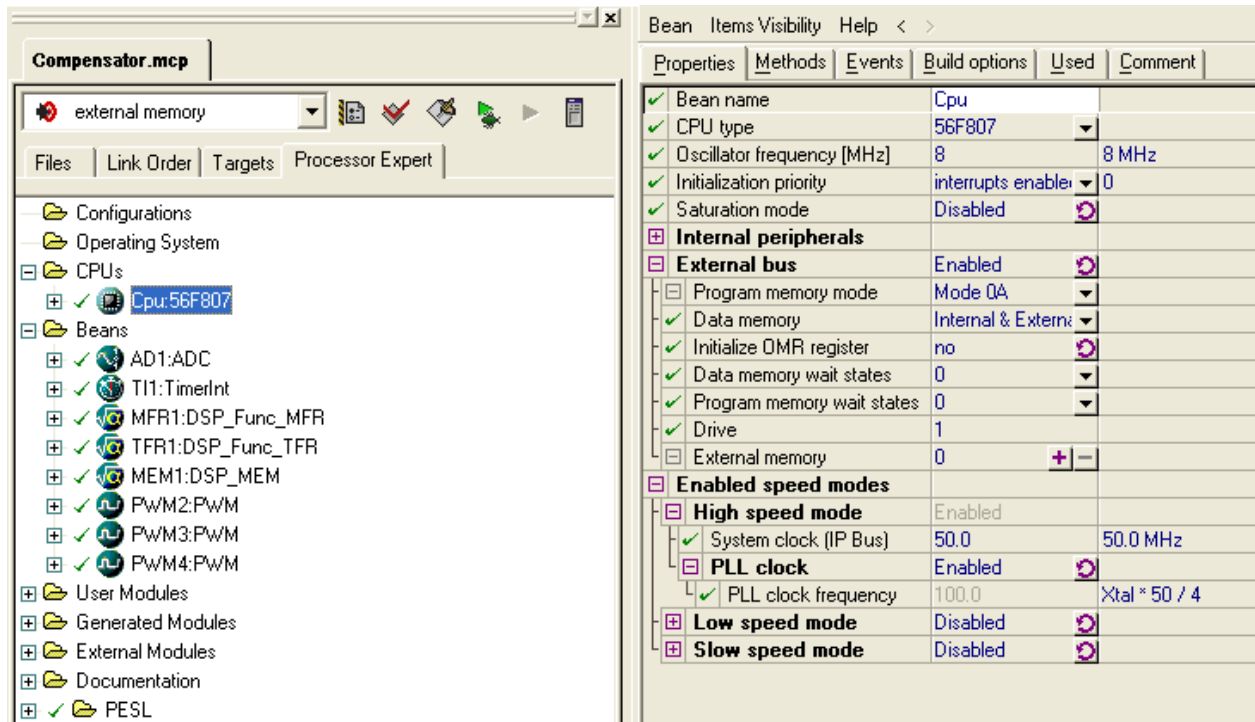 Compensator.mcp
external memory
Files Link Order Targets Processor Expert
Configurations
Operating System
CPUs
Cpu:56F807
Beans
AD1:ADC
TI1:TimerInt
MFR1:DSP_Func_MFR
TFR1:DSP_Func_TFR
MEM1:DSP_MEM
PWM2:PWM
PWM3:PWM
PWM4:PWM
User Modules
Generated Modules
External Modules
Documentation
PESL
Bean Items Visibility Help < >
Properties Methods Events Build options Used Comment
Bean name Cpu
CPU type 56F807
Oscillator frequency [MHz] 8 8 MHz
Initialization priority interrupts enable 0
Saturation mode Disabled
Internal peripherals
External bus Enabled
Program memory mode Mode 0A
Data memory Internal & Externa
Initialize OMR register no
Data memory wait states 0
Program memory wait states 0
Drive 1
External memory 0 + -
Enabled speed modes
High speed mode Enabled
System clock (IP Bus) 50.0 50.0 MHz
PLL clock Enabled
PLL clock frequency 100.0 Xtal * 50 / 4
Low speed mode Disabled
Slow speed mode Disabled